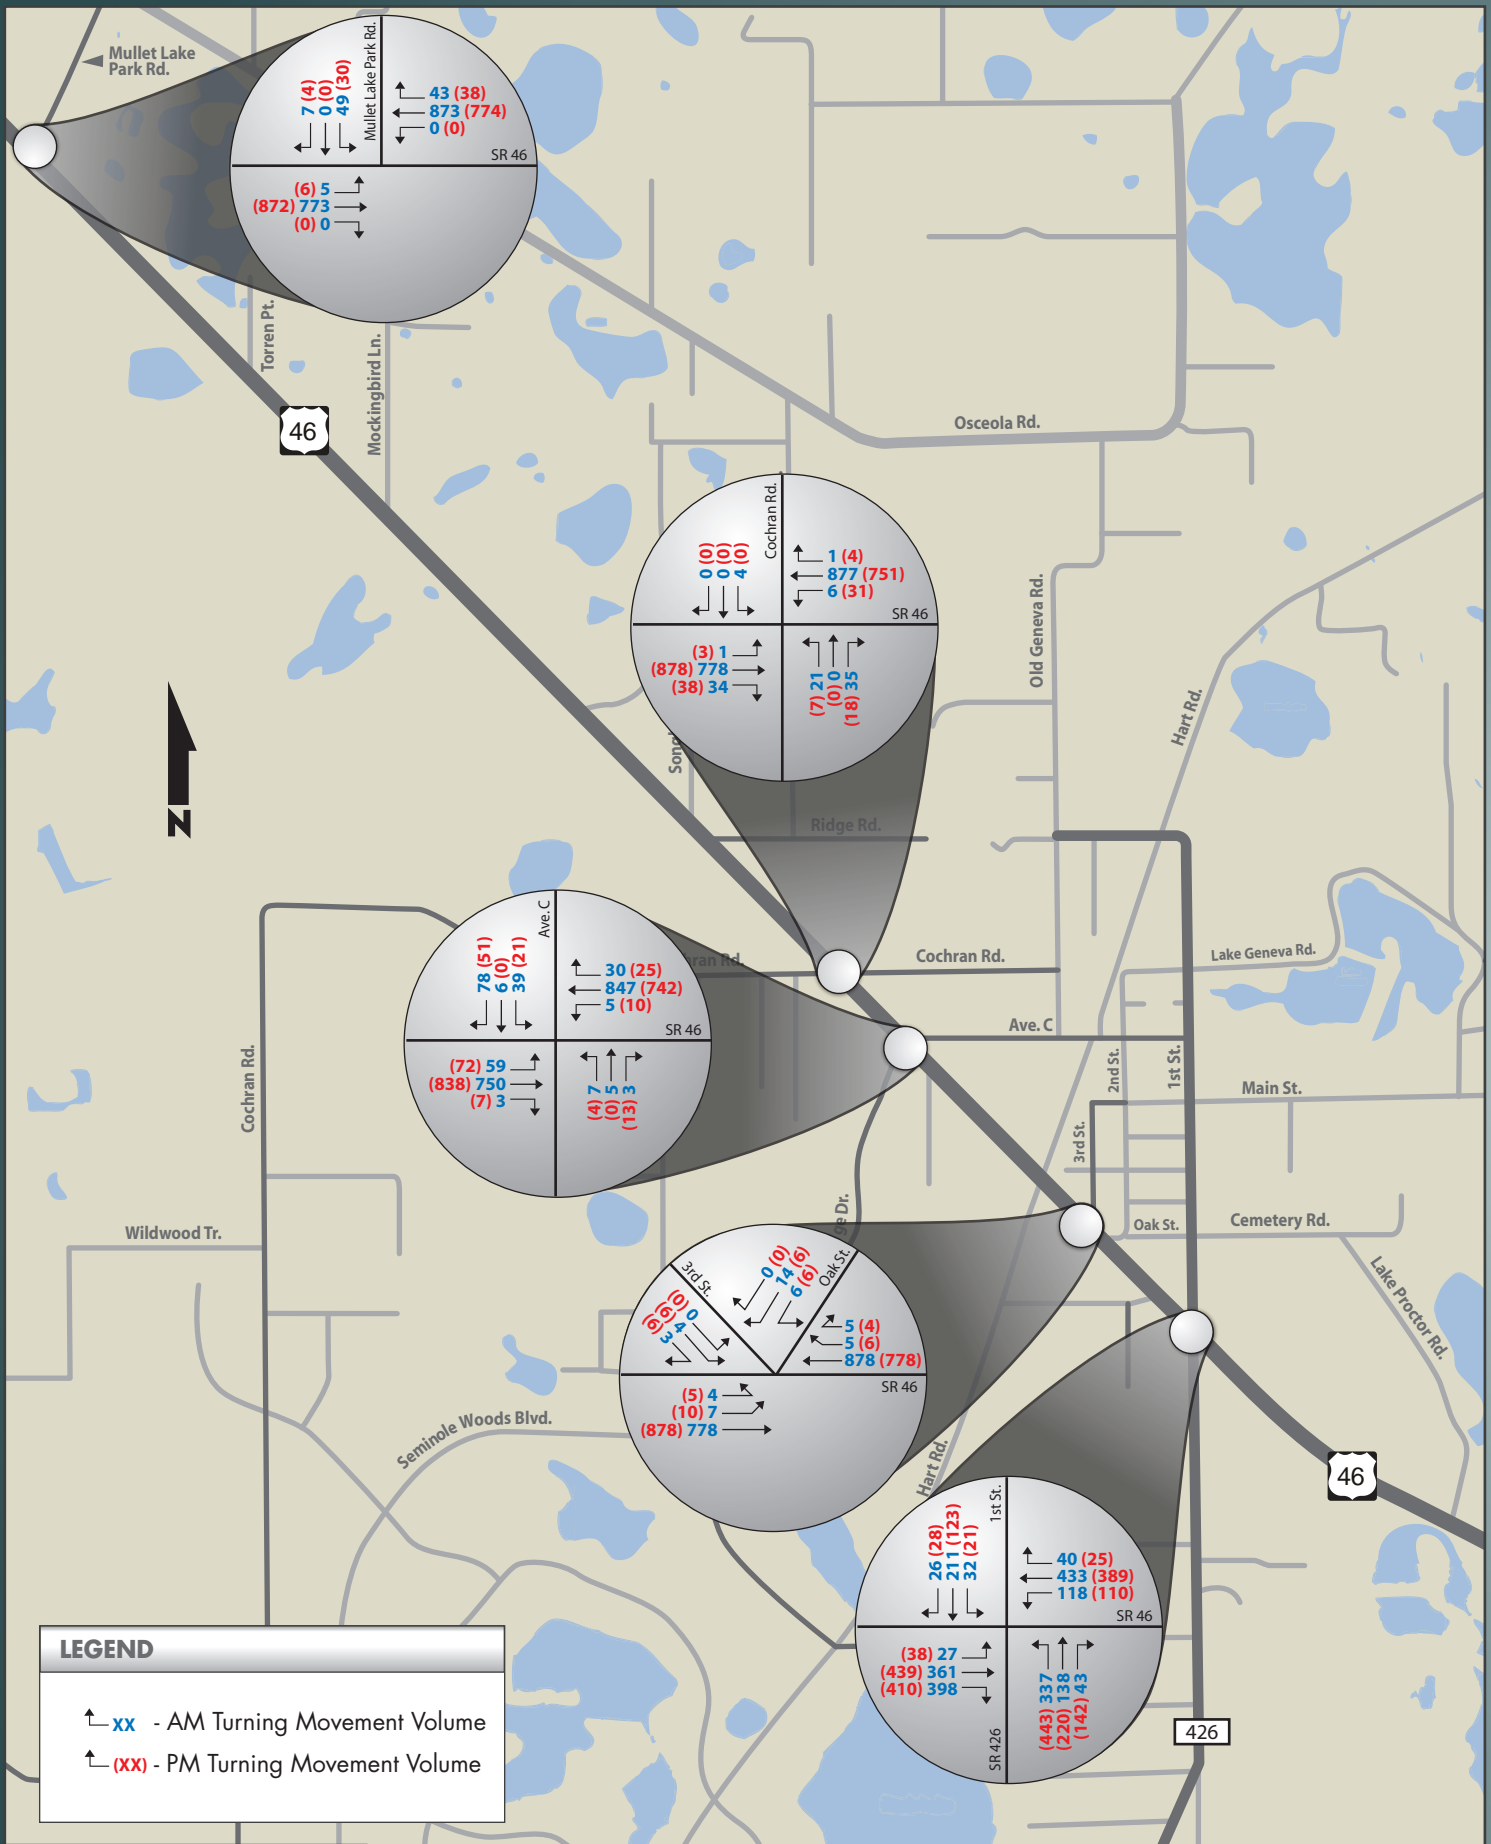 Mullet Lake
Park Rd.
7 (4)
0 (0)
49 (30)
Mullet Lake Park Rd.
43 (38)
873 (774)
0 (0)
SR 46
(6) 5
(872) 773
(0) 0
Torren Pt.
Mockingbird Ln.
46
Osceola Rd.
0 (0)
0 (0)
4 (0)
Cochran Rd.
1 (4)
877 (751)
6 (31)
SR 46
(3) 1
(878) 778
(38) 34
(7) 21
(0) 0
(18) 35
Old Geneva Rd.
Hart Rd.
N
Ridge Rd.
Cochran Rd.
Lake Geneva Rd.
Ave. C
78 (51)
6 (0)
39 (21)
Ave. C
30 (25)
847 (742)
5 (10)
SR 46
(72) 59
(838) 750
(7) 3
(4) 7
(0) 5
(13) 3
Cochran Rd.
2nd St.
1st St.
Main St.
3rd St.
Oak St.
Cemetery Rd.
Wildwood Tr.
Lake Proctor Rd.
3rd St.
Oak St.
(6) 3
(6) 4
(0) 0
0 (0)
14 (6)
6 (6)
5 (4)
5 (6)
878 (778)
SR 46
(5) 4
(10) 7
(878) 778
Seminole Woods Blvd.
Hart Rd.
46
26 (28)
211 (123)
32 (21)
1st St.
40 (25)
433 (389)
118 (110)
SR 46
(38) 27
(439) 361
(410) 398
SR 426
(443) 337
(220) 138
(142) 43
426
LEGEND
XX - AM Turning Movement Volume
(XX) - PM Turning Movement Volume